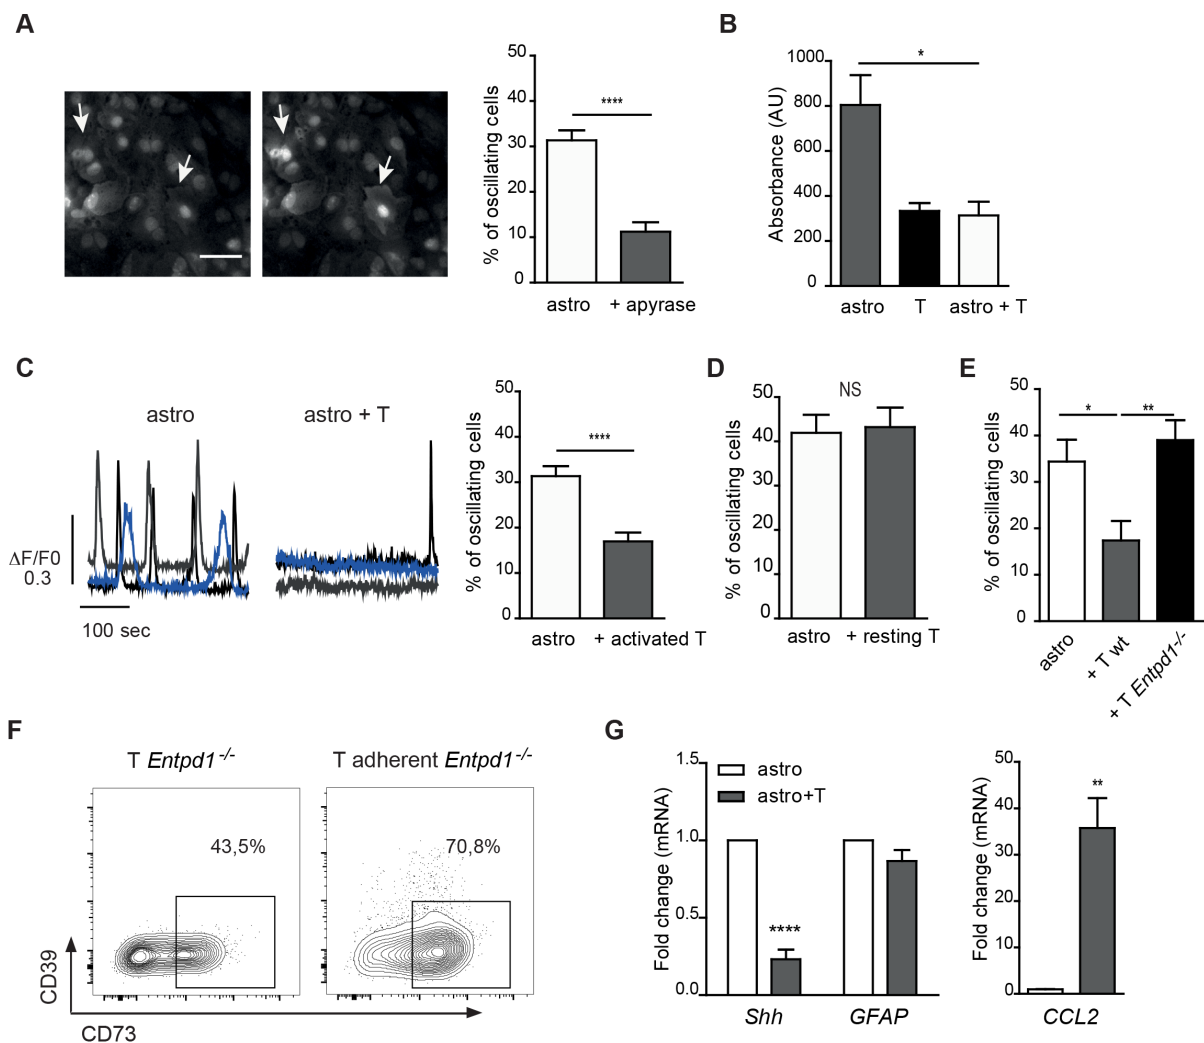 A
50
40
30
20
10
0
% of oscillating cells
****
astro
+ apyrase
B
1000
800
600
400
200
0
Absorbance (AU)
*
astro
T
astro + T
C
astro
astro + T
ΔF/F0
0.3
100 sec
50
40
30
20
10
0
% of oscillating cells
****
astro
+ activated T
D
50
40
30
20
10
0
% of oscillating cells
NS
astro
+ resting T
E
50
40
30
20
10
0
% of oscillating cells
*
**
astro
+ T wt
+ T Entpd1-/-
F
T Entpd1 -/-
T adherent Entpd1-/-
43,5%
70,8%
CD39
CD73
G
1.5
1.0
0.5
0.0
Fold change (mRNA)
astro
astro+T
****
Shh
GFAP
50
40
30
20
10
0
Fold change (mRNA)
**
CCL2